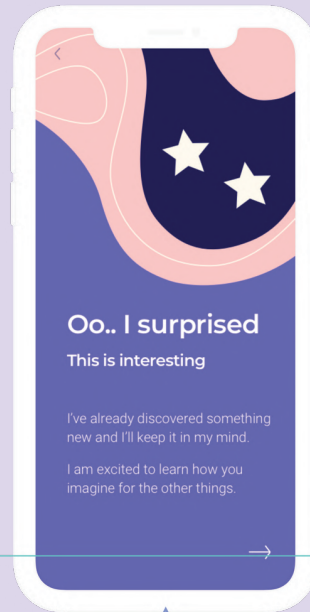 Oo.. I surprised
This is interesting
I've already discovered something
new and I'll keep it in my mind.
I am excited to learn how you
imagine for the other things.